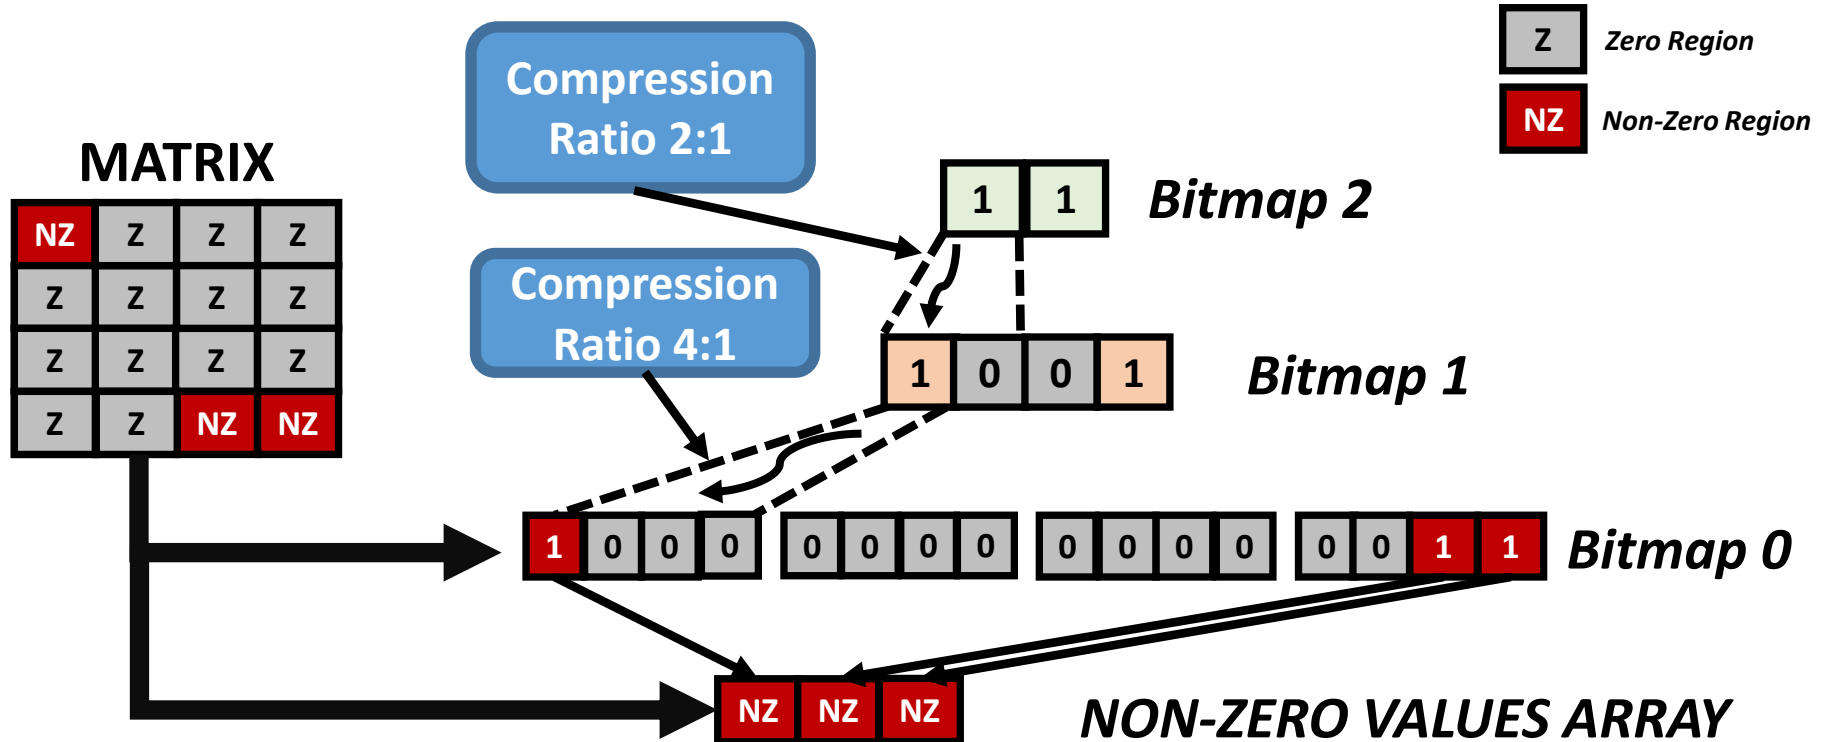 Z Zero Region
NZ Non-Zero Region
Compression
Ratio 2:1
MATRIX
NZ Z Z Z
Z Z Z Z
Z Z Z Z
Z Z NZ NZ
1 1 Bitmap 2
Compression
Ratio 4:1
1 0 0 1 Bitmap 1
1 0 0 0 0 0 0 0 0 0 0 0 0 0 1 1 Bitmap 0
NZ NZ NZ NON-ZERO VALUES ARRAY